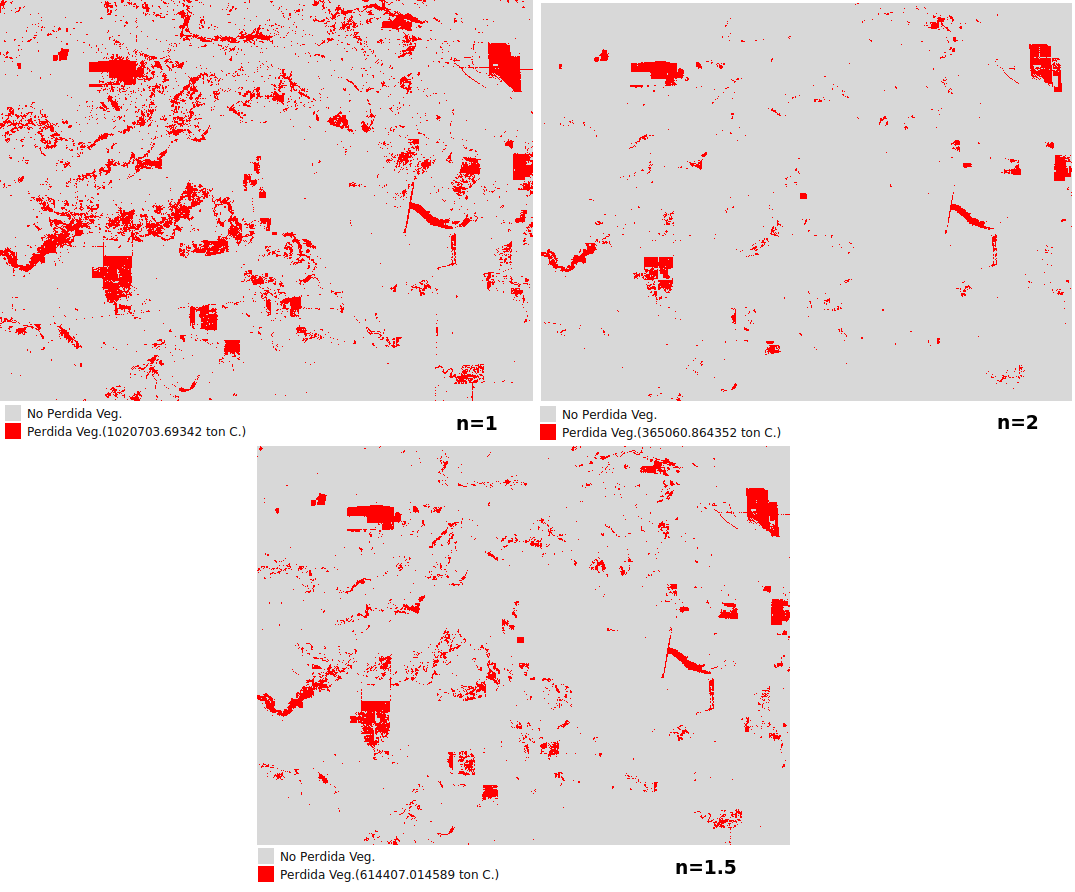 No Perdida Veg.
Perdida Veg.(1020703.69342 ton C.)
n=1
No Perdida Veg.
Perdida Veg.(365060.864352 ton C.)
n=2
No Perdida Veg.
Perdida Veg.(614407.014589 ton C.)
n=1.5